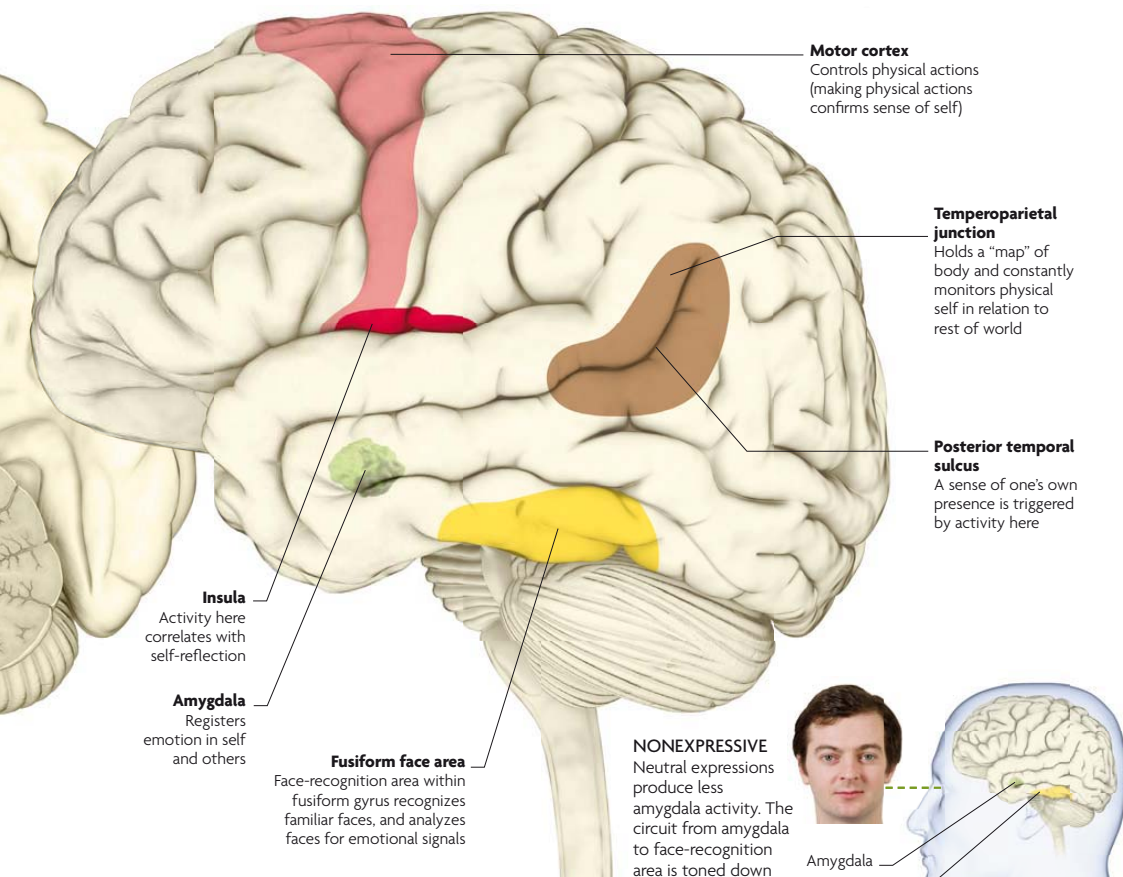 Motor cortex
Controls physical actions
(making physical actions
confirms sense of self)
Temperoparietal
junction
Holds a “map” of
body and constantly
monitors physical
self in relation to
rest of world
Posterior temporal
sulcus
A sense of one’s own
presence is triggered
by activity here
Insula
Activity here
correlates with
self-reflection
Amygdala
Registers
emotion in self
and others
Fusiform face area
Face-recognition area within
fusiform gyrus recognizes
familiar faces, and analyzes
faces for emotional signals
NONEXPRESSIVE
Neutral expressions
produce less
amygdala activity. The
circuit from amygdala
to face-recognition
area is toned down
Amygdala